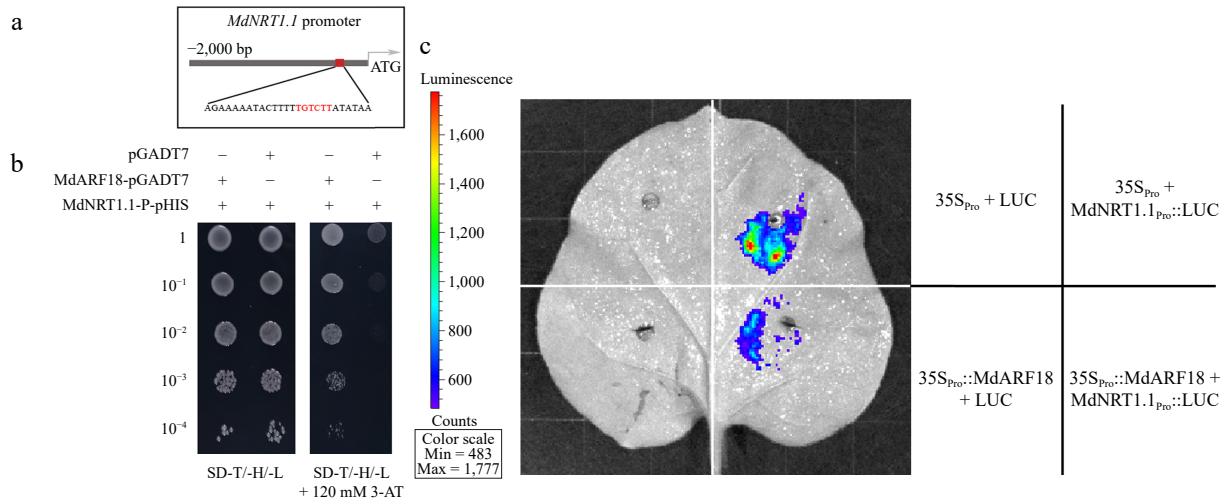 a
MdNRT1.1 promoter
−2,000 bp
ATG
AGAAAAATACTTTTTGTCTTATATAA
b
pGADT7 − + − +
MdARF18-pGADT7 + − + −
MdNRT1.1-P-pHIS + + + +
1
10⁻¹
10⁻²
10⁻³
10⁻⁴
SD-T/-H/-L
SD-T/-H/-L
+ 120 mM 3-AT
c
Luminescence
1,600
1,400
1,200
1,000
800
600
Counts
Color scale
Min = 483
Max = 1,777
35SPro + LUC
35SPro +
MdNRT1.1Pro::LUC
35SPro::MdARF18
+ LUC
35SPro::MdARF18 +
MdNRT1.1Pro::LUC